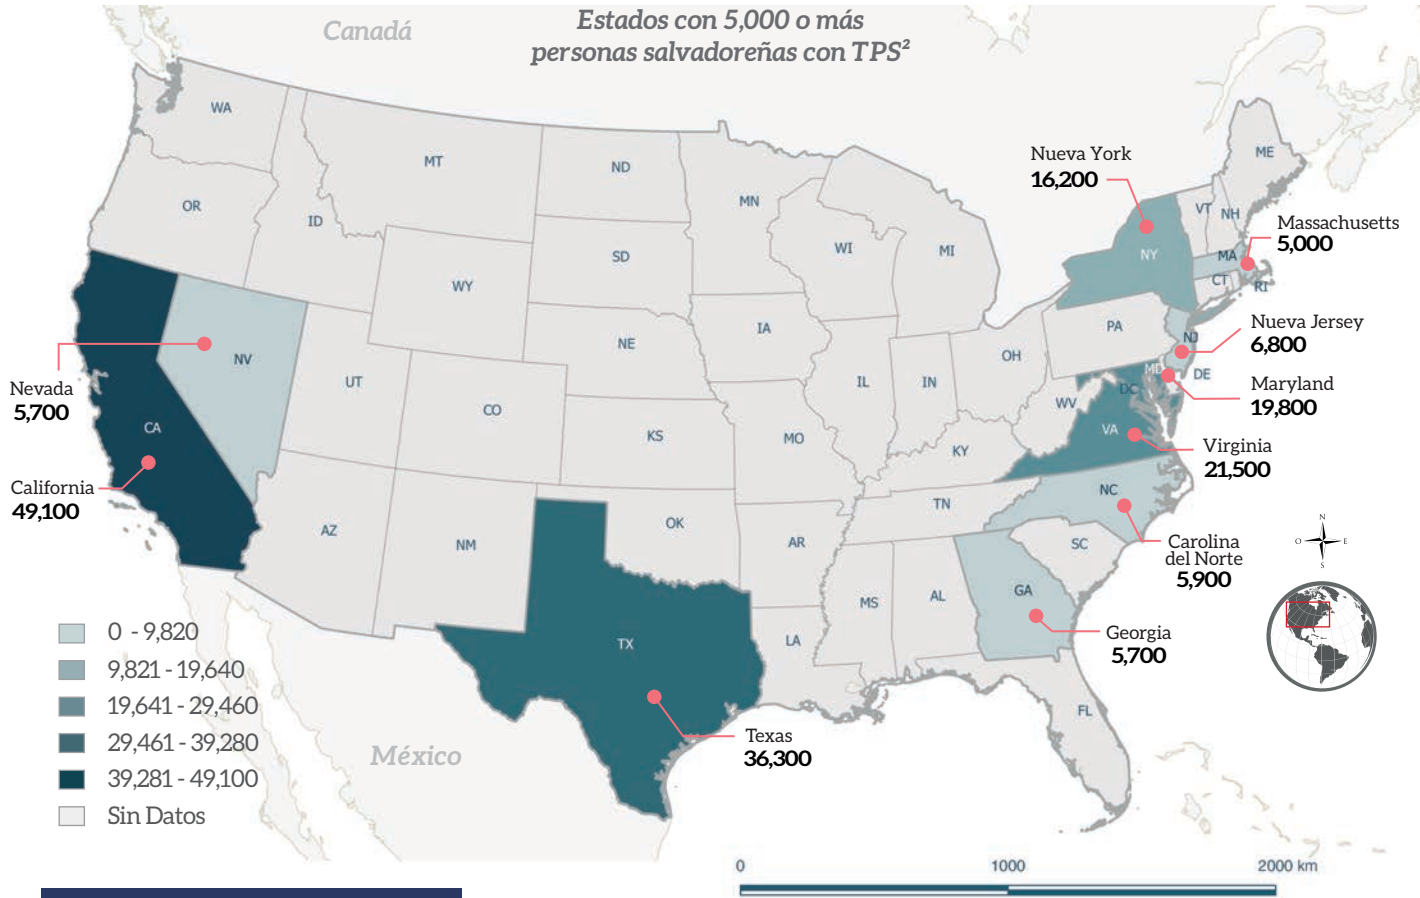 Estados con 5,000 o más
personas salvadoreñas con TPS²
Canadá
WA
OR
ID
MT
ND
SD
MN
WI
MI
WY
NE
IA
NV
UT
CO
KS
CA
AZ
NM
OK
TX
MO
IL
IN
OH
KY
TN
AR
MS
AL
LA
GA
FL
SC
NC
VA
WV
DC
MD
DE
NJ
PA
NY
CT
RI
MA
VT
NH
ME
Nueva York
16,200
Massachusetts
5,000
Nueva Jersey
6,800
Maryland
19,800
Virginia
21,500
Carolina
del Norte
5,900
Georgia
5,700
Texas
36,300
Nevada
5,700
California
49,100
México
0 - 9,820
9,821 - 19,640
19,641 - 29,460
29,461 - 39,280
39,281 - 49,100
Sin Datos
N
O
E
S
0
1000
2000 km